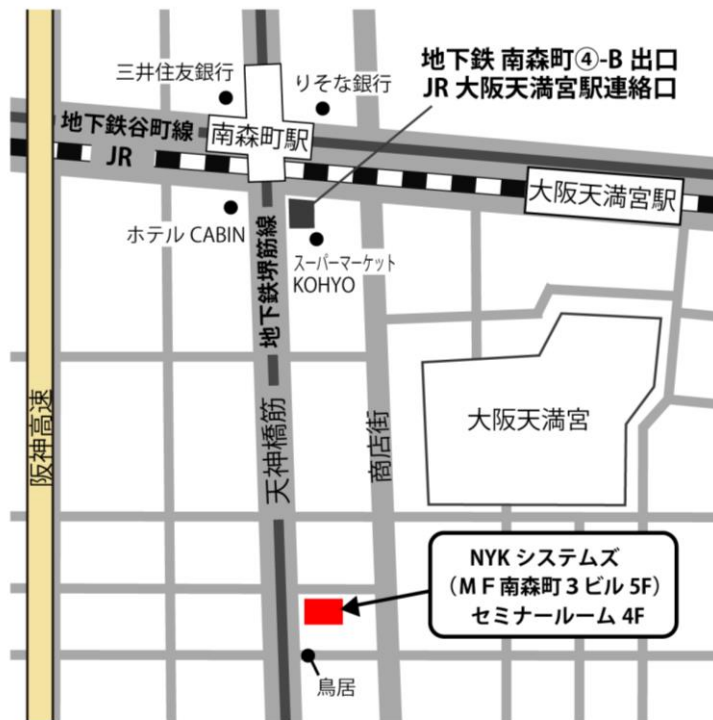 地下鉄 南森町④-B 出口
JR 大阪天満宮駅連絡口
三井住友銀行
りそな銀行
地下鉄谷町線
南森町駅
JR
大阪天満宮駅
ホテル CABIN
地下鉄堺筋線
スーパーマーケット
KOHYO
阪神高速
天神橋筋
商店街
大阪天満宮
NYK システムズ
（ＭＦ南森町３ビル 5F）
セミナールーム 4F
鳥居